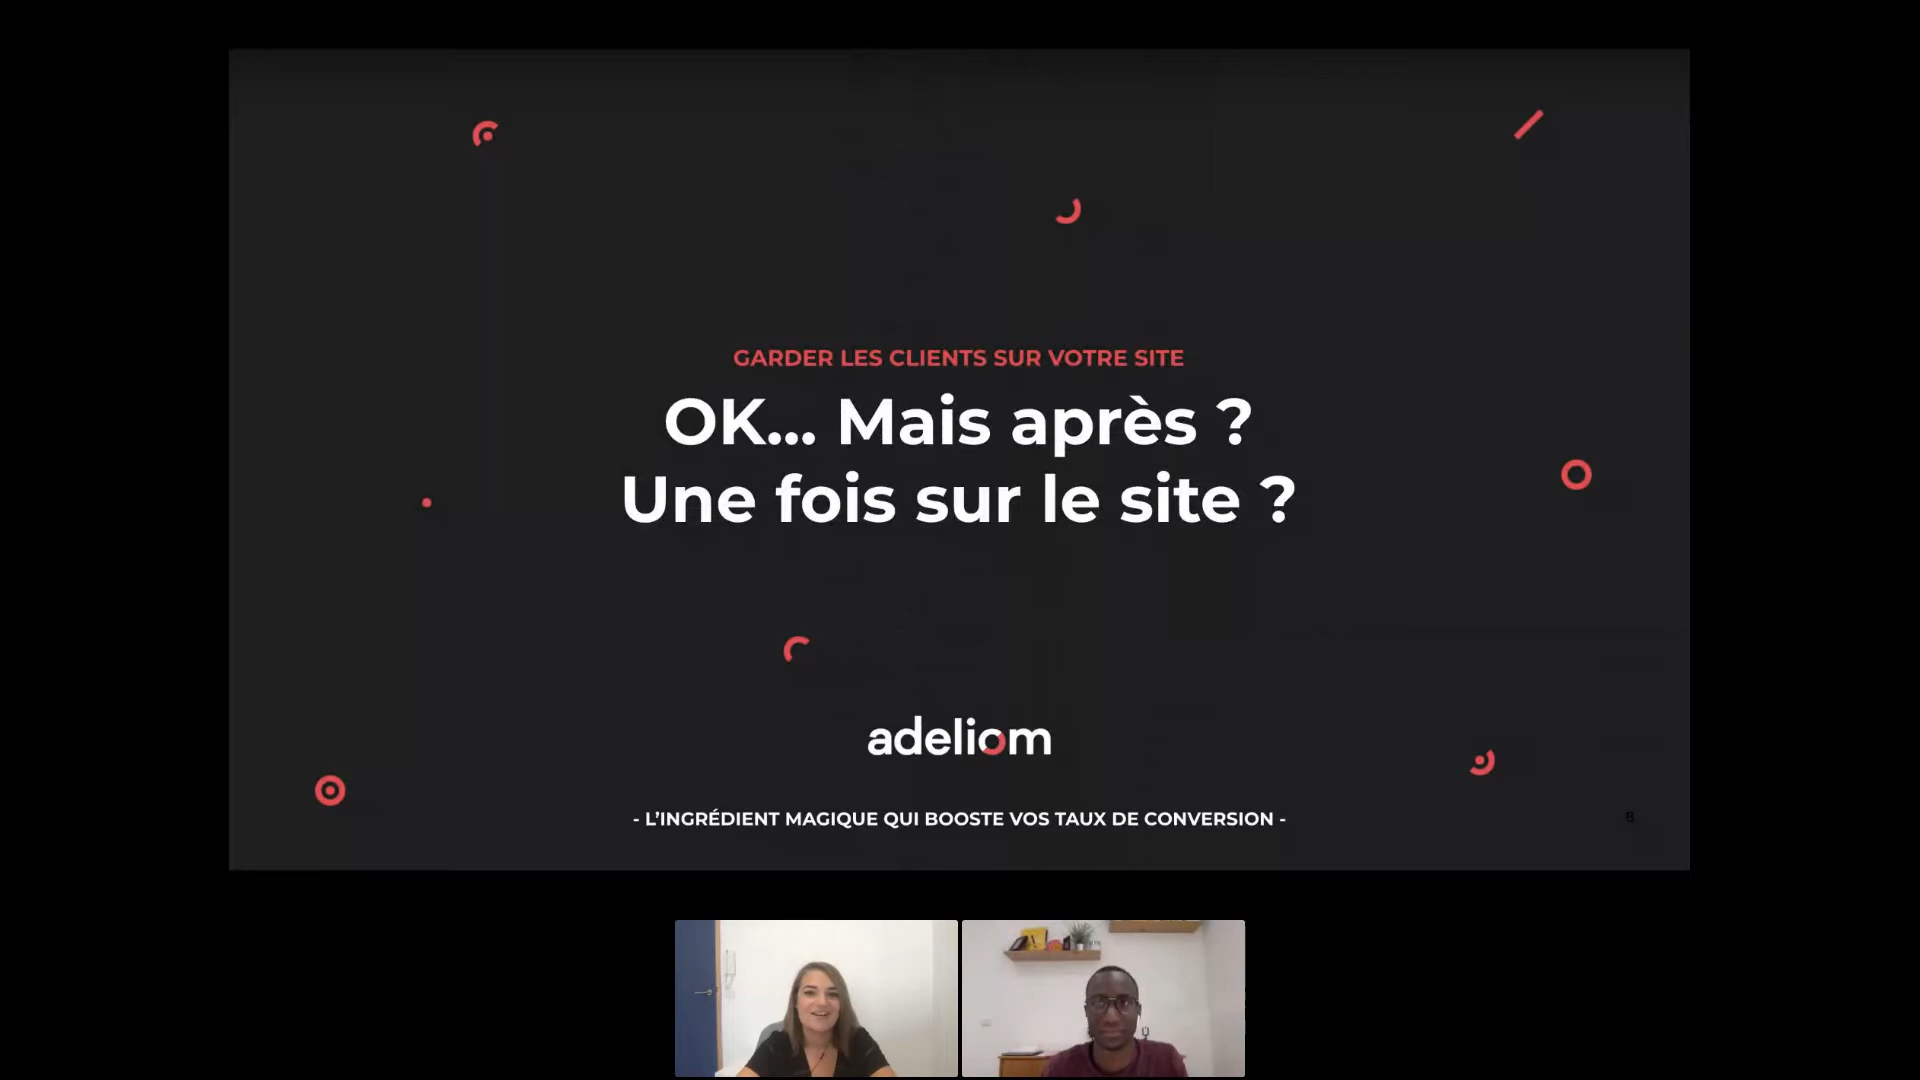 GARDER LES CLIENTS SUR VOTRE SITE
OK... Mais après ?
Une fois sur le site ?
adeliom
- L'INGRÉDIENT MAGIQUE QUI BOOSTE VOS TAUX DE CONVERSION -